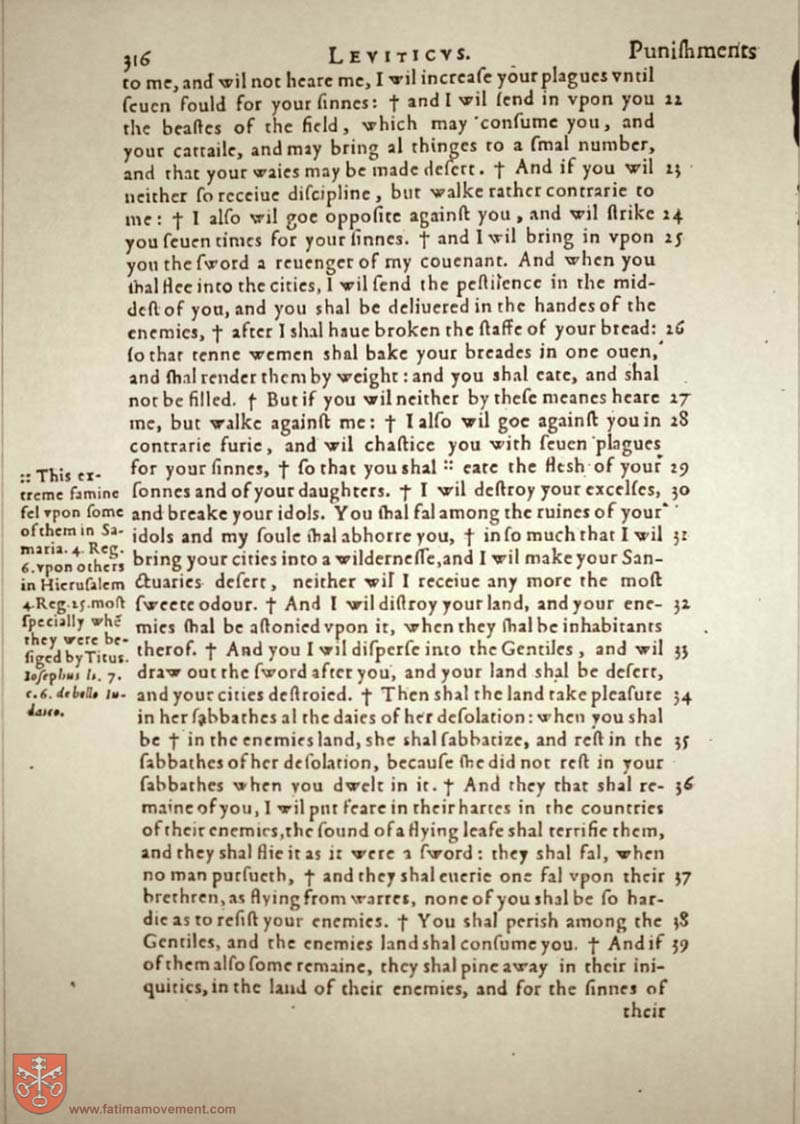 316 LEVITICVS. Puniſhments
to me, and wil not heare me, I wil increaſe your plagues vntil
ſeuen fould for your ſinnes: † and I wil ſend in vpon you 22
the beaſtes of the field, which may conſume you, and
your cattaile, and may bring al thinges to a ſmal number,
and that your waies may be made deſert. † And if you wil 23
neither ſo receiue diſcipline, but walke rather contrarie to
me: † I alſo wil goe oppoſite againſt you, and wil ſtrike 24
you ſeuen times for your ſinnes. † and I wil bring in vpon 25
you the ſword a reuenger of my couenant. And when you
ſhal flee into the cities, I wil ſend the peſtilence in the mid-
deſt of you, and you shal be deliuered in the handes of the
enemies, † after I shal haue broken the ſtaffe of your bread: 26
ſo that tenne wemen shal bake your breades in one ouen,
and ſhal render them by weight: and you shal eate, and shal
not be filled. † But if you wil neither by theſe meanes heare 27
me, but walke againſt me: † I alſo wil goe againſt you in 28
contrarie furie, and wil chaſtice you with ſeuen plagues
for your ſinnes, † ſo that you shal :: eate the fleſh of your 29
ſonnes and of your daughters. † I wil deſtroy your excelſes, 30
and breake your idols. You ſhal fal among the ruines of your
idols and my ſoule ſhal abhorre you, † in ſo much that I wil 31
bring your cities into a wilderneſſe, and I wil make your San-
ctuaries deſert, neither wil I receiue any more the moſt
ſweete odour. † And I wil diſtroy your land, and your ene- 32
mies ſhal be aſtonied vpon it, when they ſhal be inhabitants
therof. † And you I wil diſperſe into the Gentiles, and wil 33
draw out the ſword after you, and your land shal be deſert,
and your cities deſtroied. † Then shal the land take pleaſure 34
in her ſabbathes al the daies of her deſolation: when you shal
be † in the enemies land, she shal ſabbatize, and reſt in the 35
ſabbathes of her deſolation, becauſe ſhe did not reſt in your
ſabbathes when you dwelt in it. † And they that shal re- 36
maine of you, I wil put feare in their hartes in the countries
of their enemies, the ſound of a flying leafe shal terrifie them,
and they shal flie it as it were a ſword: they shal fal, when
no man purſueth, † and they shal euerie one fal vpon their 37
brethren, as flying from warres, none of you shal be ſo har-
die as to reſiſt your enemies. † You shal perish among the 38
Gentiles, and the enemies land shal conſume you. † And if 39
of them alſo ſome remaine, they shal pine away in their ini-
quities, in the land of their enemies, and for the ſinnes of
their
:: This ex-
treme famine
fel vpon ſome
of them in Sa-
maria. 4. Reg.
6. vpon others
in Hieruſalem
4. Reg. 25. moſt
ſpecially whē
they were be-
ſiged by Titus.
Ioſephus li. 7.
c. 6. de bello Iu-
daico.
www.fatimamovement.com